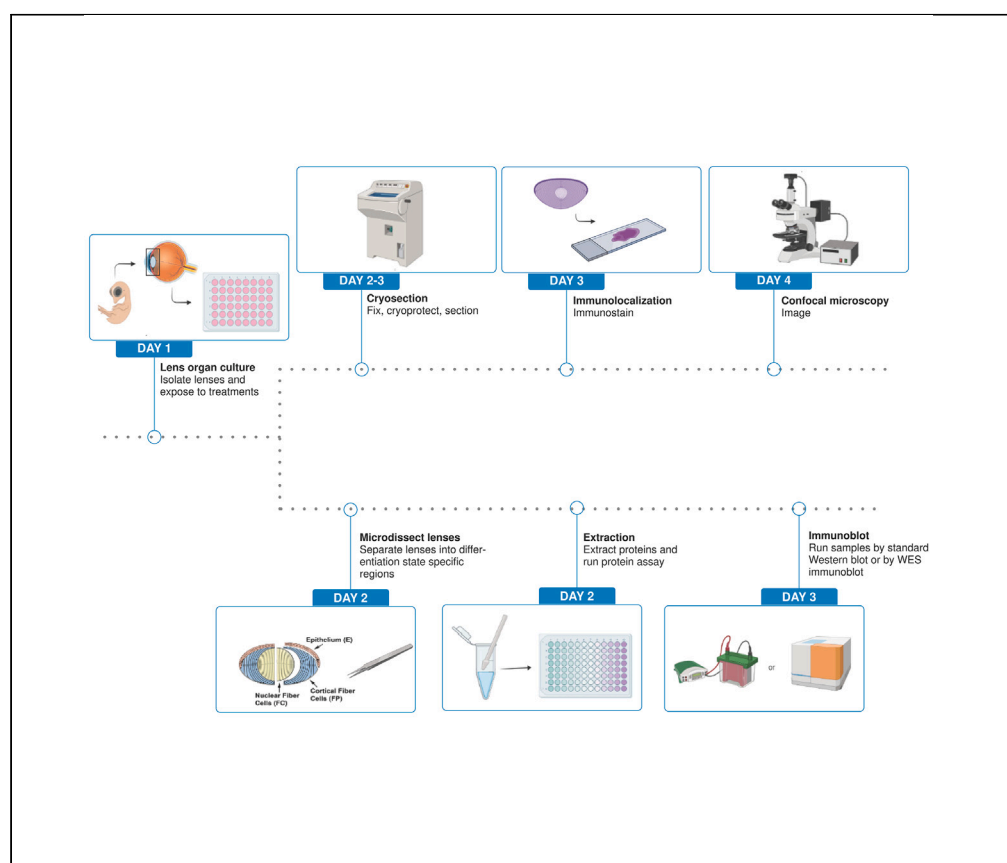 DAY 1
Lens organ culture
Isolate lenses and
expose to treatments
DAY 2-3
Cryosection
Fix, cryoprotect, section
DAY 3
Immunolocalization
Immunostain
DAY 4
Confocal microscopy
Image
Microdissect lenses
Separate lenses into differ-
entiation state specific
regions
DAY 2
Epithelium (E)
Cortical Fiber
Cells (FP)
Nuclear Fiber
Cells (FC)
Extraction
Extract proteins and
run protein assay
DAY 2
Immunoblot
Run samples by standard
Western blot or by WES
immunoblot
DAY 3
or